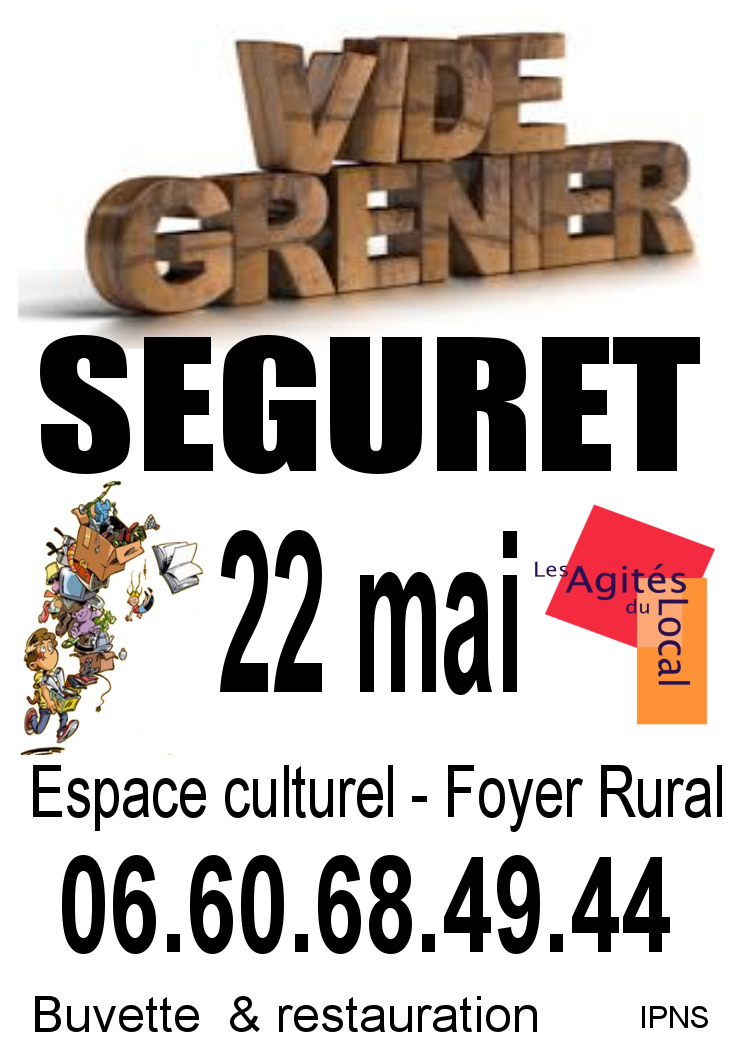 VIDE
GRENIER
SEGURET
22 mai
Les Agités
du Local
Espace culturel - Foyer Rural
06.60.68.49.44
Buvette & restauration IPNS